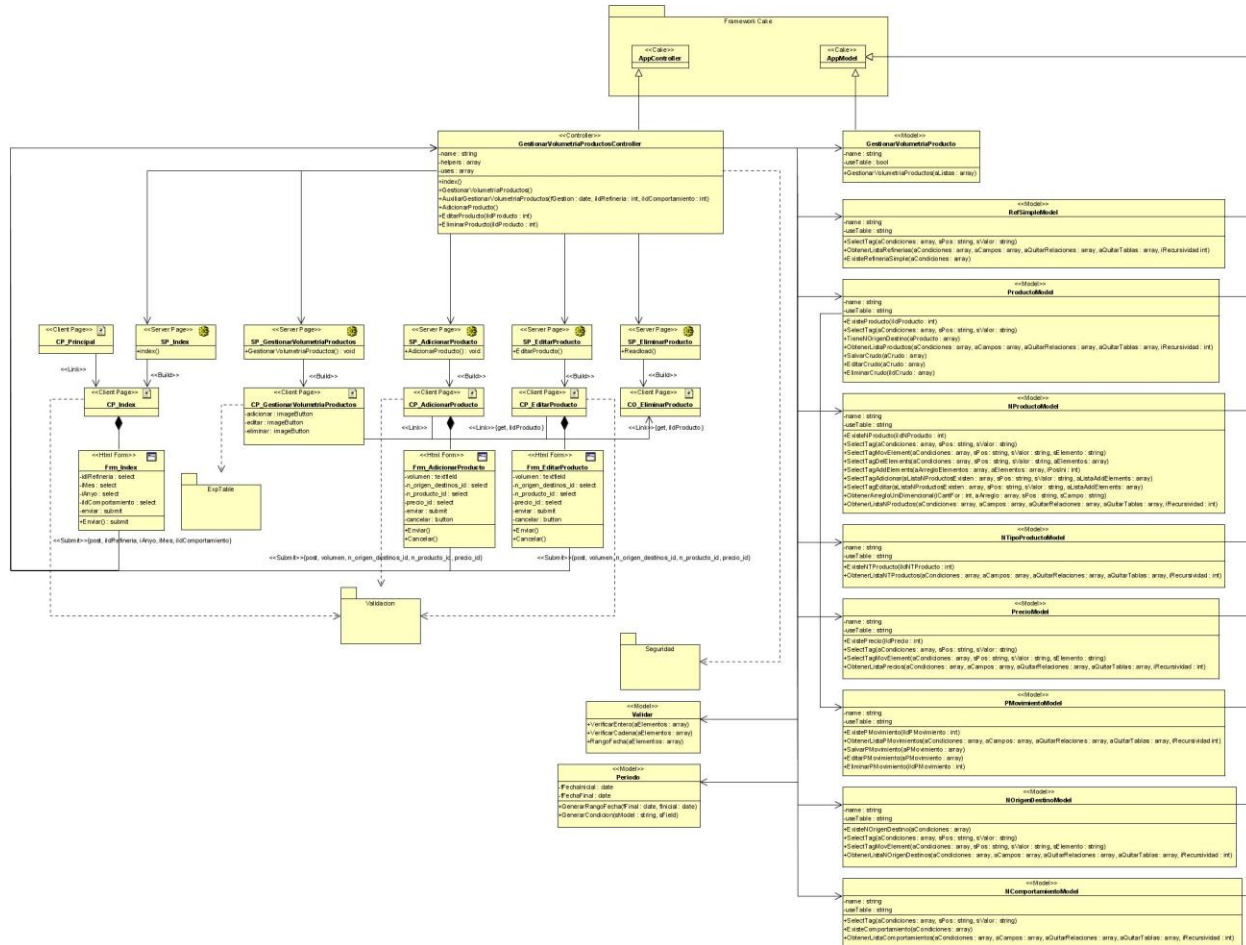 Framework Cake
<<Cake>>
AppController
<<Cake>>
AppModel
<<Controller>>
GestionarVolumetriaProductosController
-name : string
-helpers : array
-uses : array
+index()
+GestionarVolumetriaProductos()
+AuxiliarGestionarVolumetriaProductos(fGestion : date, iIdRefineria : int, iIdComportamiento : int)
+AdicionarProducto()
+EditarProducto(iIdProducto : int)
+EliminarProducto(iIdProducto : int)
<<Model>>
GestionarVolumetriaProducto
-name : string
-useTable : bool
+GestionarVolumetriaProductos(aListas : array)
<<Model>>
RefSimpleModel
-name : string
-useTable : string
+SelectTag(aCondiciones : array, sPos : string, sValor : string)
+ObtenerListaRefinerias(aCondiciones : array, aCampos : array, aQuitarRelaciones : array, aQuitarTablas : array, iRecursividad int)
+ExisteRefineriaSimple(aCondiciones : array)
<<Model>>
ProductoModel
-name : string
-useTable : string
+ExisteProducto(iIdProducto : int)
+SelectTag(aCondiciones : array, sPos : string, sValor : string)
+TieneNOrigenDestino(aProducto : array)
+ObtenerListaProductos(aCondiciones : array, aCampos : array, aQuitarRelaciones : array, aQuitarTablas : array, iRecursividad : int)
+SalvarCrudo(aCrudo : array)
+EditarCrudo(aCrudo : array)
+EliminarCrudo(iIdCrudo : array)
<<Model>>
NProductoModel
-name : string
-useTable : string
+ExisteNProducto(iIdNProducto : int)
+SelectTag(aCondiciones : array, sPos : string, sValor : string)
+SelectTagMovElement(aCondiciones : array, sPos : string, sValor : string, sElemento : string)
+SelectTagDelElements(aCondiciones : array, sPos : string, sValor : string, aElementos : array)
+SelectTagAddElements(aArregloElementos : array, aElementos : array, iPosIni : int)
+SelectTagAdicionar(aListaNProductosExisten : array, sPos : string, sValor : string, aListaAddElements : array)
+SelectTagEditar(aListaNProductosExisten : array, sPos : string, sValor : string, aListaAddElements : array)
+ObtenerArregloUniDimencional(iCantFor : int, aArreglo : array, sPos : string, sCampo : string)
+ObtenerListaNProductos(aCondiciones : array, aCampos : array, aQuitarRelaciones : array, aQuitarTablas : array, iRecursividad : int)
<<Model>>
NTipoProductoModel
-name : string
-useTable : string
+ExisteNTProducto(iIdNTProducto : int)
+ObtenerListaNTProductos(aCondiciones : array, aCampos : array, aQuitarRelaciones : array, aQuitarTablas : array, iRecursividad : int)
<<Model>>
PrecioModel
-name : string
-useTable : string
+ExistePrecio(iIdPrecio : int)
+SelectTag(aCondiciones : array, sPos : string, sValor : string)
+SelectTagMovElement(aCondiciones : array, sPos : string, sValor : string, sElemento : string)
+ObtenerListaPrecios(aCondiciones : array, aCampos : array, aQuitarRelaciones : array, aQuitarTablas : array, iRecursividad : int)
<<Model>>
PMovimientoModel
-name : string
-useTable : string
+ExistePMovimiento(iIdPMovimiento : int)
+ObtenerListaPMovimientos(aCondiciones : array, aCampos : array, aQuitarRelaciones : array, aQuitarTablas : array, iRecursividad int)
+SalvarPMovimiento(aPMovimiento : array)
+EditarPMovimiento(aPMovimiento : array)
+EliminarPMovimiento(iIdPMovimiento : int)
<<Model>>
NOrigenDestinoModel
-name : string
-useTable : string
+ExisteNOrigenDestino(aCondiciones : array)
+SelectTag(aCondiciones : array, sPos : string, sValor : string)
+SelectTagMovElement(aCondiciones : array, sPos : string, sValor : string, sElemento : string)
+ObtenerListaNOrigenDestinos(aCondiciones : array, aCampos : array, aQuitarRelaciones : array, aQuitarTablas : array, iRecursividad : int)
<<Model>>
NComportamientoModel
-name : string
-useTable : string
+SelectTag(aCondiciones : array, sPos : string, sValor : string)
+ExisteComportamiento(aCondiciones : array)
+ObtenerListaComportamientos(aCondiciones : array, aCampos : array, aQuitarRelaciones : array, aQuitarTablas : array, iRecursividad : int)
<<Client Page>>
CP_Principal
<<Server Page>>
SP_Index
+index()
<<Server Page>>
SP_GestionarVolumetriaProductos
+GestionarVolumetriaProductos() : void
<<Server Page>>
SP_AdicionarProducto
+AdicionarProducto() : void
<<Server Page>>
SP_EditarProducto
+EditarProducto()
<<Server Page>>
SP_EliminarProducto
+Readload()
<<Link>>
<<Build>>
<<Build>>
<<Build>>
<<Build>>
<<Build>>
<<Client Page>>
CP_Index
<<Client Page>>
CP_GestionarVolumetriaProductos
-adicionar : imageButton
-editar : imageButton
-eliminar : imageButton
<<Client Page>>
CP_AdicionarProducto
<<Client Page>>
CP_EditarProducto
<<Client Page>>
CO_EliminarProducto
<<Link>>
<<Link>>{get, iIdProducto}
<<Link>>{get, iIdProducto}
<<Html Form>>
Frm_Index
-idRefineria : select
-iMes : select
-iAnyo : select
-iIdComportamiento : select
-enviar : submit
+Enviar() : submit
ExpTable
<<Html Form>>
Frm_AdicionarProducto
-volumen : textfield
-n_origen_destinos_id : select
-n_producto_id : select
-precio_id : select
-enviar : submit
-cancelar : button
+Enviar()
+Cancelar()
<<Html Form>>
Frm_EditarProducto
-volumen : textfield
-n_origen_destinos_id : select
-n_producto_id : select
-precio_id : select
-enviar : submit
-cancelar : button
+Enviar()
+Cancelar()
<<Submit>>{post, iIdRefineria, iAnyo, iMes, iIdComportamiento}
<<Submit>>{post, volumen, n_origen_destinos_id, n_producto_id, precio_id}
<<Submit>>{post, volumen, n_origen_destinos_id, n_producto_id, precio_id}
Validacion
Seguridad
<<Model>>
Validar
+VerificarEntero(aElementos : array)
+VerificarCadena(aElementos : array)
+RangoFecha(aElementos : array)
<<Model>>
Periodo
-fFechaInicial : date
-fFechaFinal : date
+GenerarRangoFecha(fFinal : date, fInicial : date)
+GenerarCondicion(sModel : string, sField)